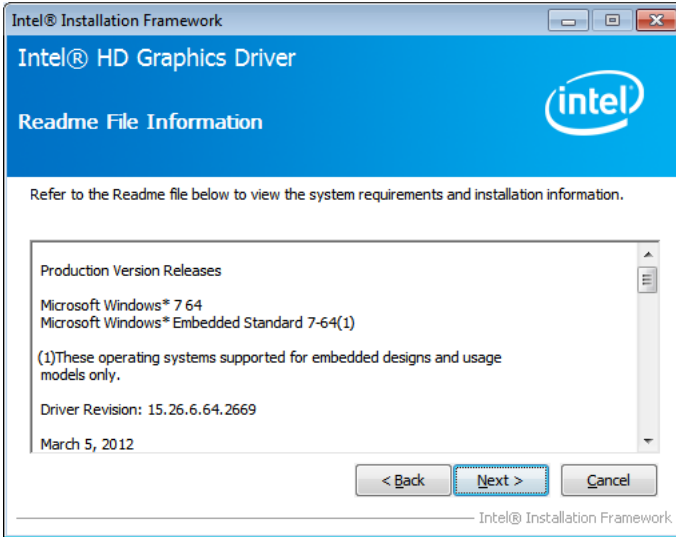 Intel® Installation Framework
Intel® HD Graphics Driver
intel
Readme File Information
Refer to the Readme file below to view the system requirements and installation information.
Production Version Releases
Microsoft Windows* 7 64
Microsoft Windows* Embedded Standard 7-64(1)
(1)These operating systems supported for embedded designs and usage
models only.
Driver Revision: 15.26.6.64.2669
March 5, 2012
< Back
Next >
Cancel
Intel® Installation Framework